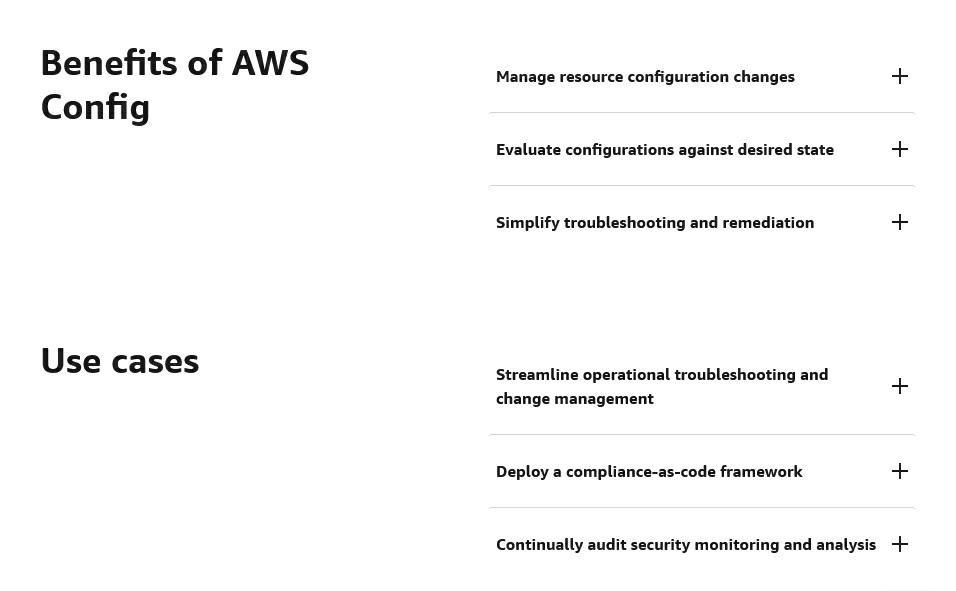 Benefits of AWS
Config
Manage resource configuration changes
Evaluate configurations against desired state
Simplify troubleshooting and remediation
Use cases
Streamline operational troubleshooting and
change management
Deploy a compliance-as-code framework
Continually audit security monitoring and analysis